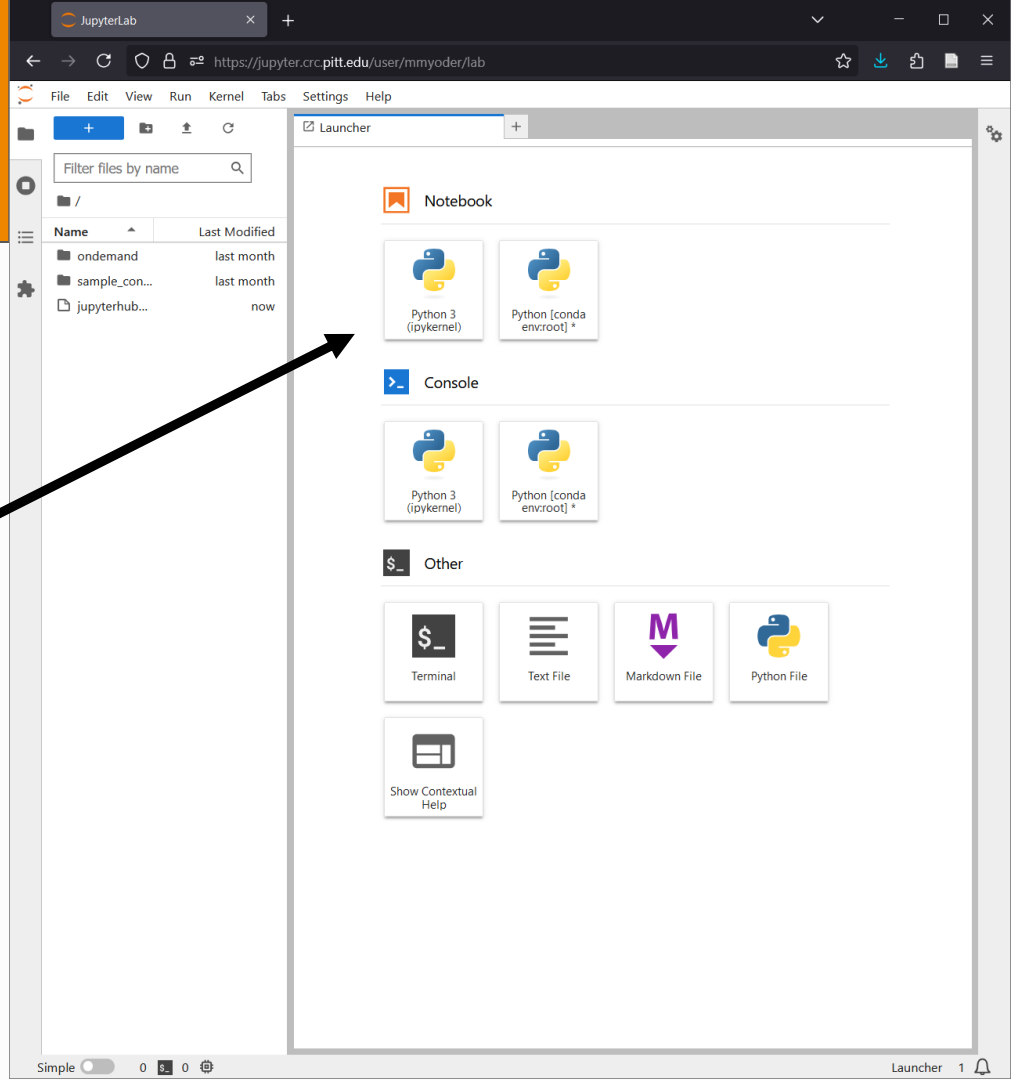 JupyterLab
https://jupyter.crc.pitt.edu/user/mmyoder/lab
File Edit View Run Kernel Tabs Settings Help
+
Launcher
+
Filter files by name
/
Name Last Modified
ondemand last month
sample_con... last month
jupyterhub... now
Notebook
Python 3
(ipykernel)
Python [conda
env:root] *
Console
Python 3
(ipykernel)
Python [conda
env:root] *
$_ Other
$_
Terminal
Text File
M
Markdown File
Python File
Show Contextual
Help
Simple 0 $_ 0
Launcher 1